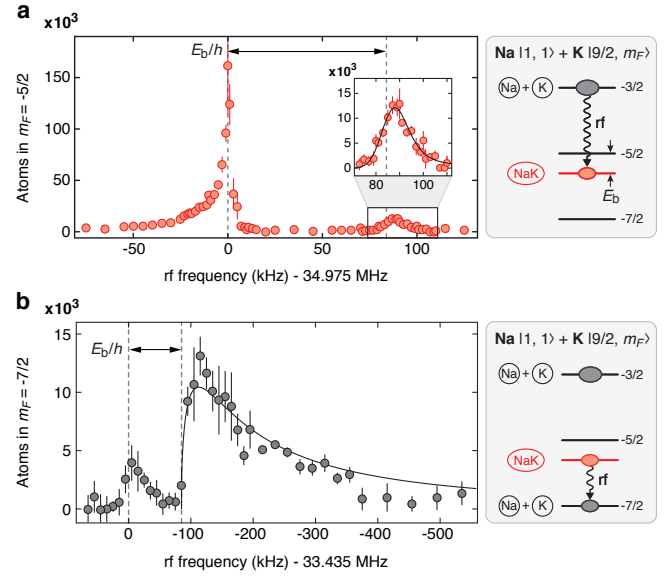 a
x10³
150
100
50
0
Atoms in m_F = -5/2
E_b/h
x10³
15
10
5
0
80
100
-50
0
50
100
rf frequency (kHz) - 34.975 MHz
Na |1, 1⟩ + K |9/2, m_F⟩
Na + K
-3/2
rf
-5/2
NaK
E_b
-7/2
b
x10³
15
10
5
0
Atoms in m_F = -7/2
E_b/h
0
-100
-200
-300
-400
-500
rf frequency (kHz) - 33.435 MHz
Na |1, 1⟩ + K |9/2, m_F⟩
Na + K
-3/2
-5/2
NaK
rf
Na + K
-7/2